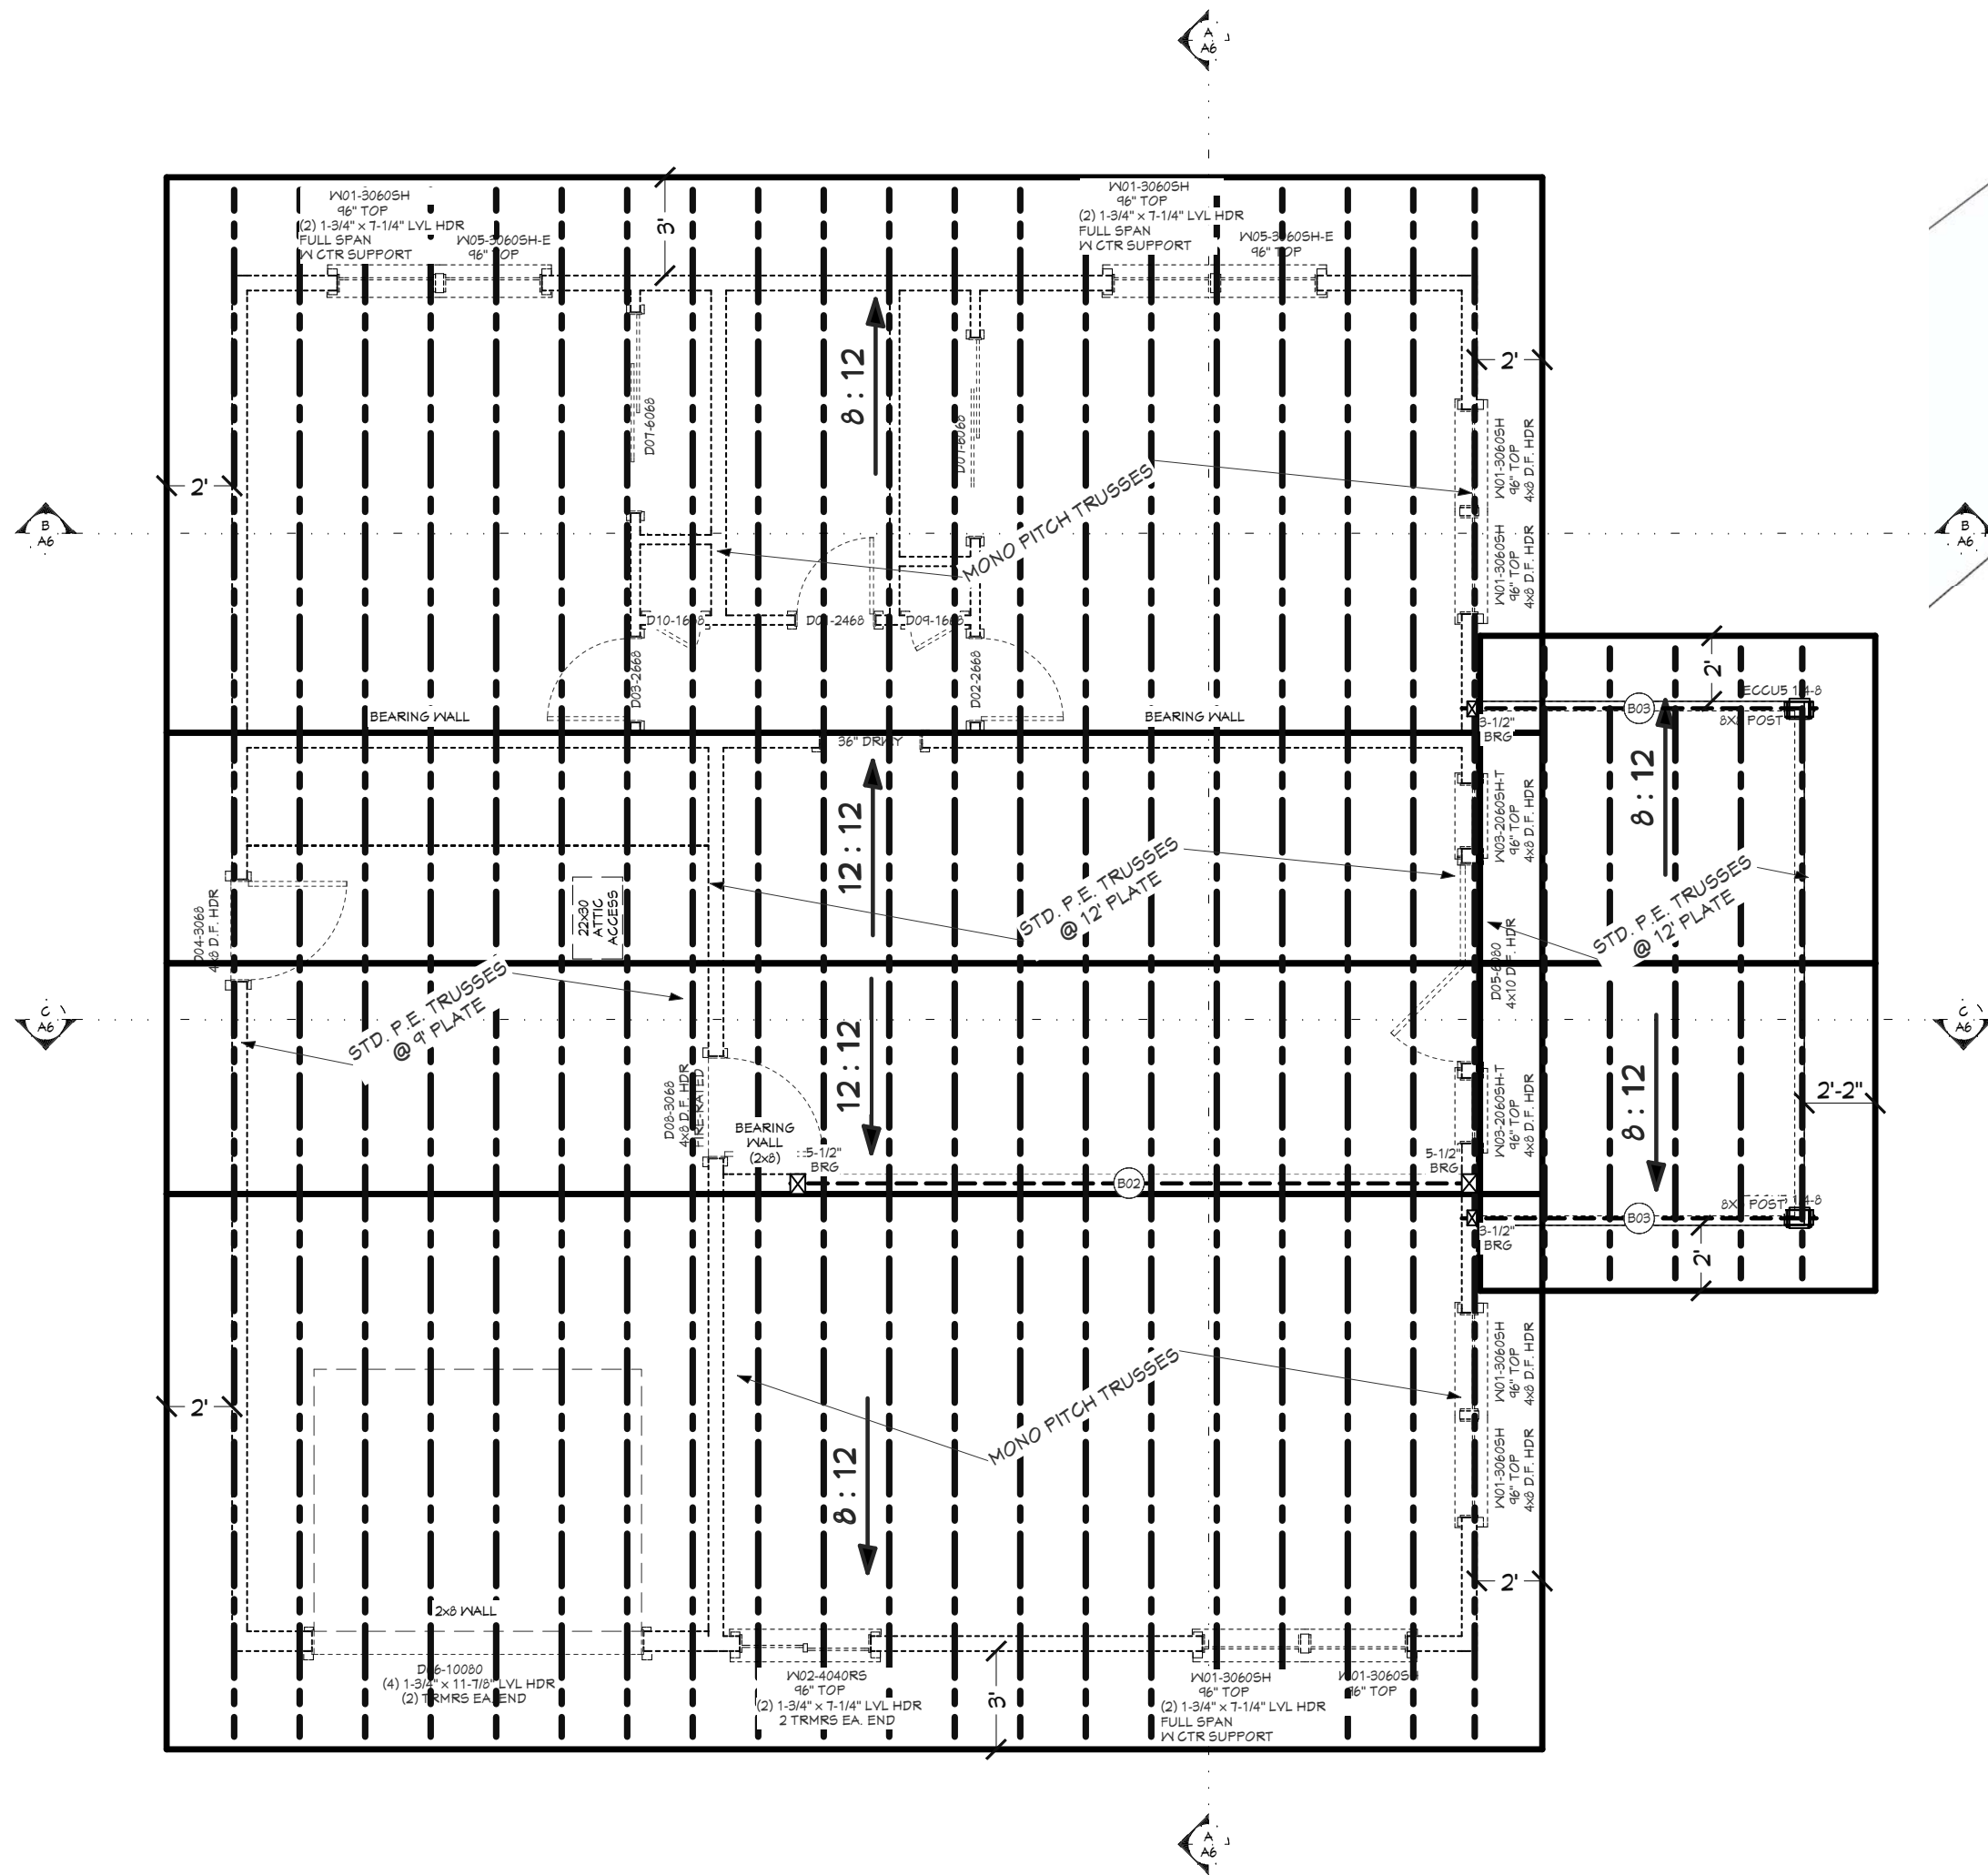 A
A6
W01-3060SH
96" TOP
(2) 1-3/4" x 7-1/4" LVL HDR
FULL SPAN
W CTR SUPPORT
W05-3060SH-E
96" TOP
3'
W01-3060SH
96" TOP
(2) 1-3/4" x 7-1/4" LVL HDR
FULL SPAN
W CTR SUPPORT
W05-3060SH-E
96" TOP
2'
8:12
D07-6068
D07-6068
MONO PITCH TRUSSES
W01-3060SH
96" TOP
4x8 D.F. HDR
2'
B
A6
B
A6
W01-3060SH
96" TOP
4x8 D.F. HDR
D10-1668
D01-2468
D09-1668
D03-2668
D02-2668
2'
ECCU5 1/4-8
BEARING WALL
BEARING WALL
B03
8X8 POST
3-1/2"
BRG
36" DRWY
8:12
W03-2060SH-T
96" TOP
4x8 D.F. HDR
12:12
STD. P.E. TRUSSES
@ 12' PLATE
STD. P.E. TRUSSES
@ 12' PLATE
22x30
ATTIC
ACCESS
D04-3068
4x8 D.F. HDR
D05-6080
4x10 D.F. HDR
STD. P.E. TRUSSES
@ 9' PLATE
C
A6
C
A6
12:12
8:12
2'-2"
D08-3068
4x8 D.F. HDR
FIRE-RATED
W03-2060SH-T
96" TOP
4x8 D.F. HDR
BEARING
WALL
(2x8)
5-1/2"
BRG
5-1/2"
BRG
B02
8X8 POST
1/4-8
B03
3-1/2"
BRG
2'
W01-3060SH
96" TOP
4x8 D.F. HDR
MONO PITCH TRUSSES
2'
8:12
W01-3060SH
96" TOP
4x8 D.F. HDR
2'
2x8 WALL
D06-10080
(4) 1-3/4" x 11-7/8" LVL HDR
(2) TRMRS EA. END
W02-4040RS
96" TOP
(2) 1-3/4" x 7-1/4" LVL HDR
2 TRMRS EA. END
3'
W01-3060SH
96" TOP
(2) 1-3/4" x 7-1/4" LVL HDR
FULL SPAN
W CTR SUPPORT
W01-3060SH
96" TOP
A
A6